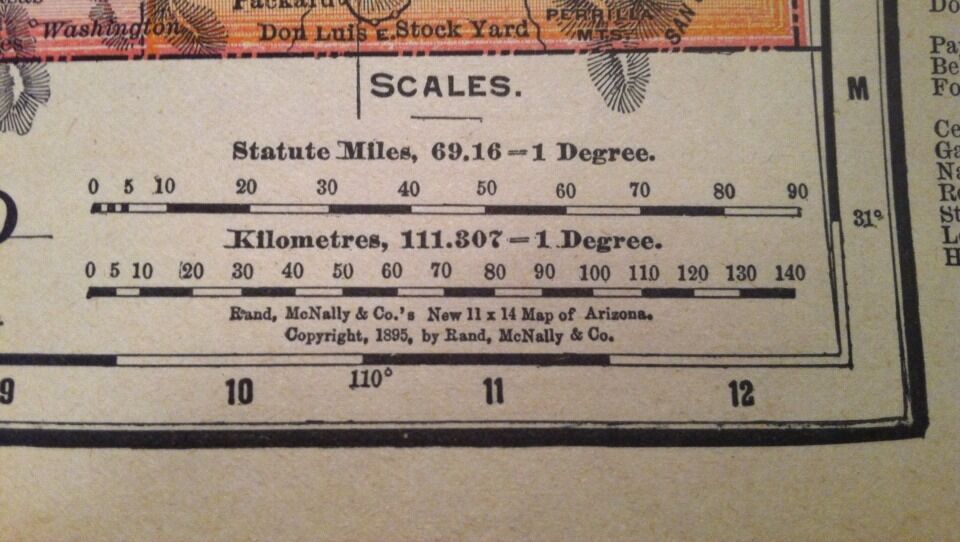 Packard
Washington
Don Luis E. Stock Yard
PERRILLA
MTS.
SAN
SCALES.
Statute Miles, 69.16=1 Degree.
0 5 10 20 30 40 50 60 70 80 90
Kilometres, 111.307=1 Degree.
0 5 10 20 30 40 50 60 70 80 90 100 110 120 130 140
Rand, McNally & Co.'s New 11 x 14 Map of Arizona.
Copyright, 1895, by Rand, McNally & Co.
M
31°
9 10 110° 11 12